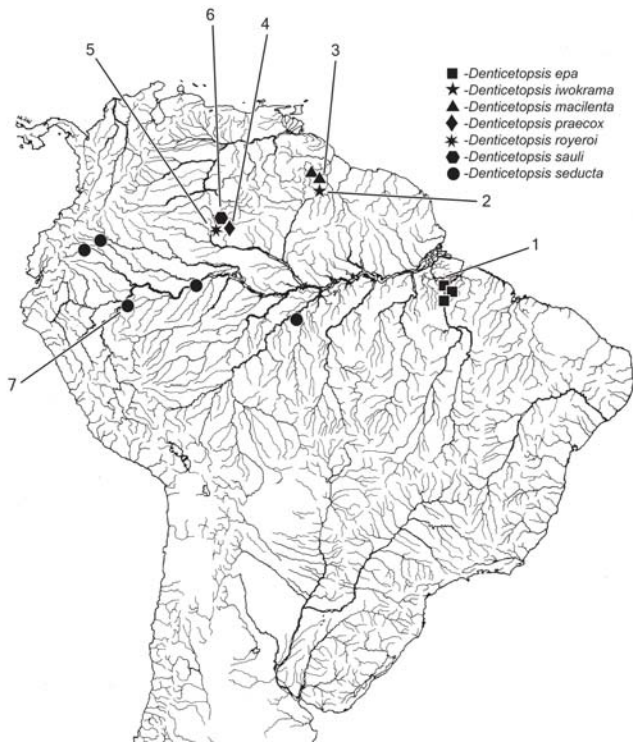 6 4 3
5
-Denticetopsis epa
-Denticetopsis iwokrama
-Denticetopsis macilenta
-Denticetopsis praecox
-Denticetopsis royeroi
-Denticetopsis sauli
-Denticetopsis seducta
2
1
7